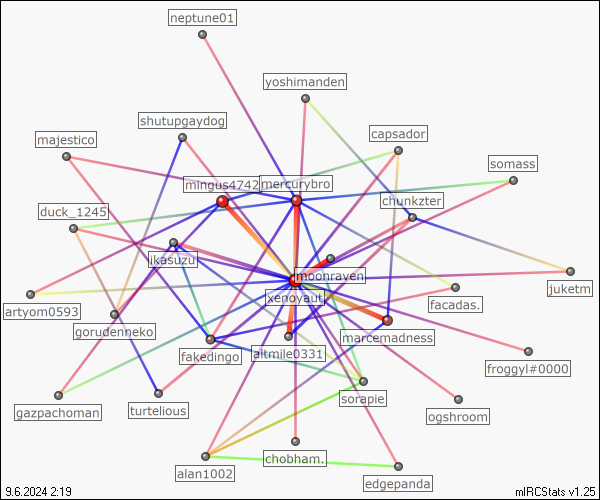 neptune01
yoshimanden
shutupgaydog
capsador
majestico
somass
mingus4742
mercurybro
chunkzter
duck_1245
ikasuzu
moonraven
juketm
xenoyauti
artyom0593
facadas.
gorudenneko
marcemadness
fakedingo
altmile0331
froggyl#0000
sorapie
gazpachoman
turtelious
ogshroom
chobham.
alan1002
edgepanda
9.6.2024 2:19
mIRCStats v1.25